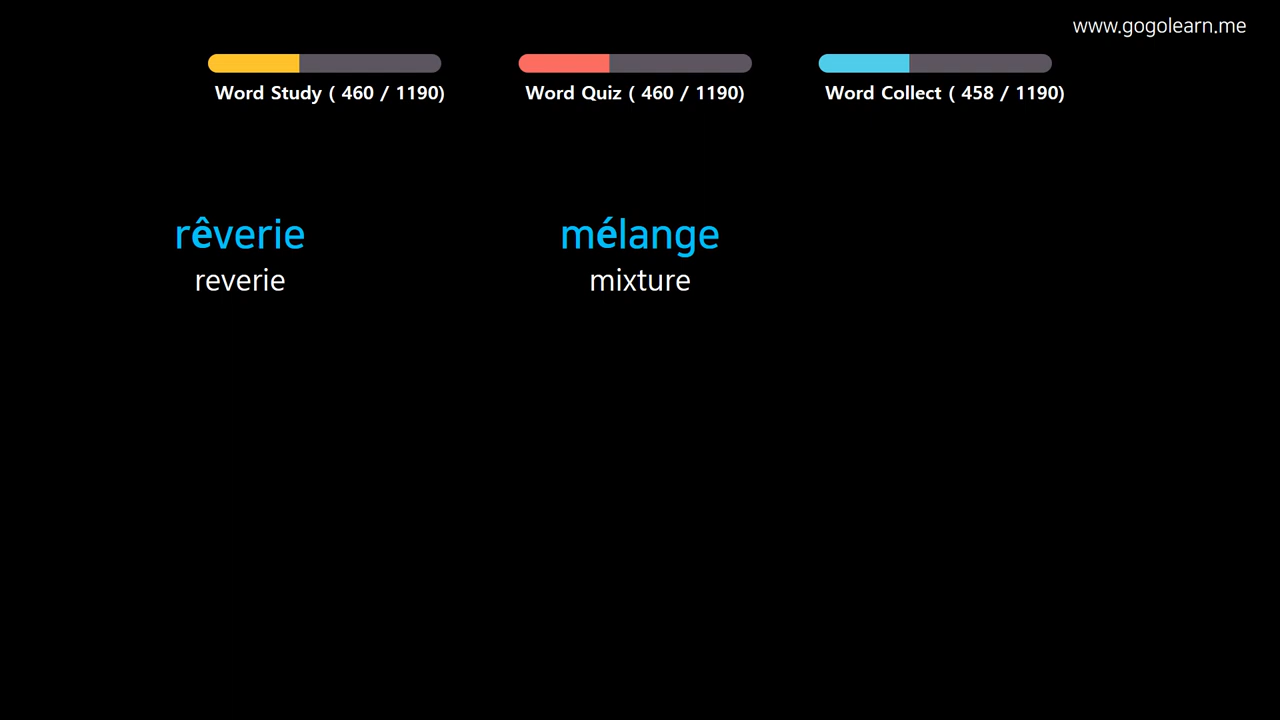 www.gogolearn.me
Word Study ( 460 / 1190)
Word Quiz ( 460 / 1190)
Word Collect ( 458 / 1190)
rêverie
reverie
mélange
mixture